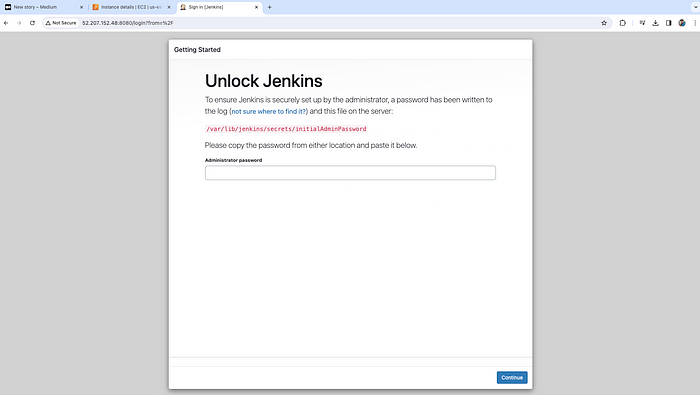 New story – Medium
Instance details | EC2 | us-ea
Sign in [Jenkins]
Not Secure
52.207.152.48:8080/login?from=%2F
Getting Started
Unlock Jenkins
To ensure Jenkins is securely set up by the administrator, a password has been written to
the log (not sure where to find it?) and this file on the server:
/var/lib/jenkins/secrets/initialAdminPassword
Please copy the password from either location and paste it below.
Administrator password
Continue